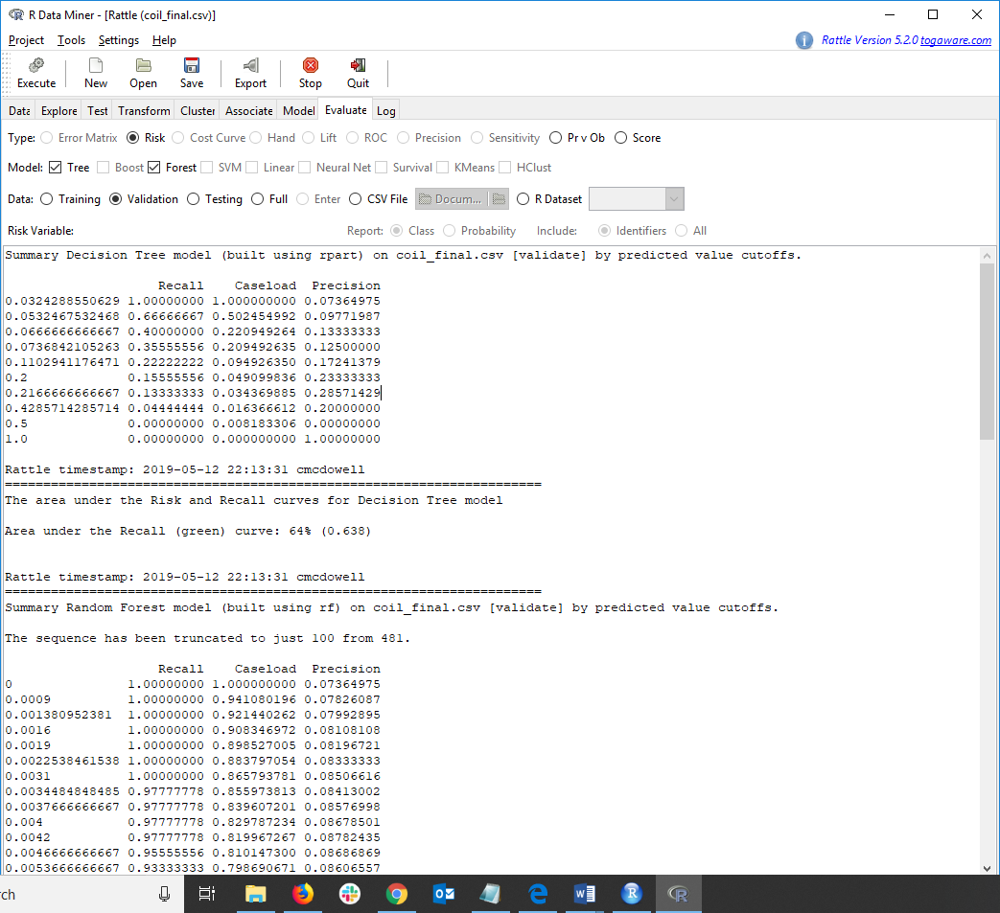 R Data Miner - [Rattle (coil_final.csv)]
Project Tools Settings Help
Rattle Version 5.2.0 togaware.com
Execute New Open Save Export Stop Quit
Data Explore Test Transform Cluster Associate Model Evaluate Log
Type: Error Matrix Risk Cost Curve Hand Lift ROC Precision Sensitivity Pr v Ob Score
Model: Tree Boost Forest SVM Linear Neural Net Survival KMeans HClust
Data: Training Validation Testing Full Enter CSV File Docum... R Dataset
Risk Variable: Report: Class Probability Include: Identifiers All
Summary Decision Tree model (built using rpart) on coil_final.csv [validate] by predicted value cutoffs.
Recall Caseload Precision
0.0324288550629 1.00000000 1.000000000 0.07364975
0.0532467532468 0.66666667 0.502454992 0.09771987
0.0666666666667 0.40000000 0.220949264 0.13333333
0.0736842105263 0.35555556 0.209492635 0.12500000
0.1102941176471 0.22222222 0.094926350 0.17241379
0.2 0.15555556 0.049099836 0.23333333
0.2166666666667 0.13333333 0.034369885 0.28571429
0.4285714285714 0.04444444 0.016366612 0.20000000
0.5 0.00000000 0.008183306 0.00000000
1.0 0.00000000 0.000000000 1.00000000
Rattle timestamp: 2019-05-12 22:13:31 cmcdowell
======================================================================
The area under the Risk and Recall curves for Decision Tree model
Area under the Recall (green) curve: 64% (0.638)
Rattle timestamp: 2019-05-12 22:13:31 cmcdowell
======================================================================
Summary Random Forest model (built using rf) on coil_final.csv [validate] by predicted value cutoffs.
The sequence has been truncated to just 100 from 481.
Recall Caseload Precision
0 1.00000000 1.000000000 0.07364975
0.0009 1.00000000 0.941080196 0.07826087
0.001380952381 1.00000000 0.921440262 0.07992895
0.0016 1.00000000 0.908346972 0.08108108
0.0019 1.00000000 0.898527005 0.08196721
0.0022538461538 1.00000000 0.883797054 0.08333333
0.0031 1.00000000 0.865793781 0.08506616
0.0034484848485 0.97777778 0.855973813 0.08413002
0.0037666666667 0.97777778 0.839607201 0.08576998
0.004 0.97777778 0.829787234 0.08678501
0.0042 0.97777778 0.819967267 0.08782435
0.0046666666667 0.95555556 0.810147300 0.08686869
0.0053666666667 0.93333333 0.798690671 0.08606557
rch